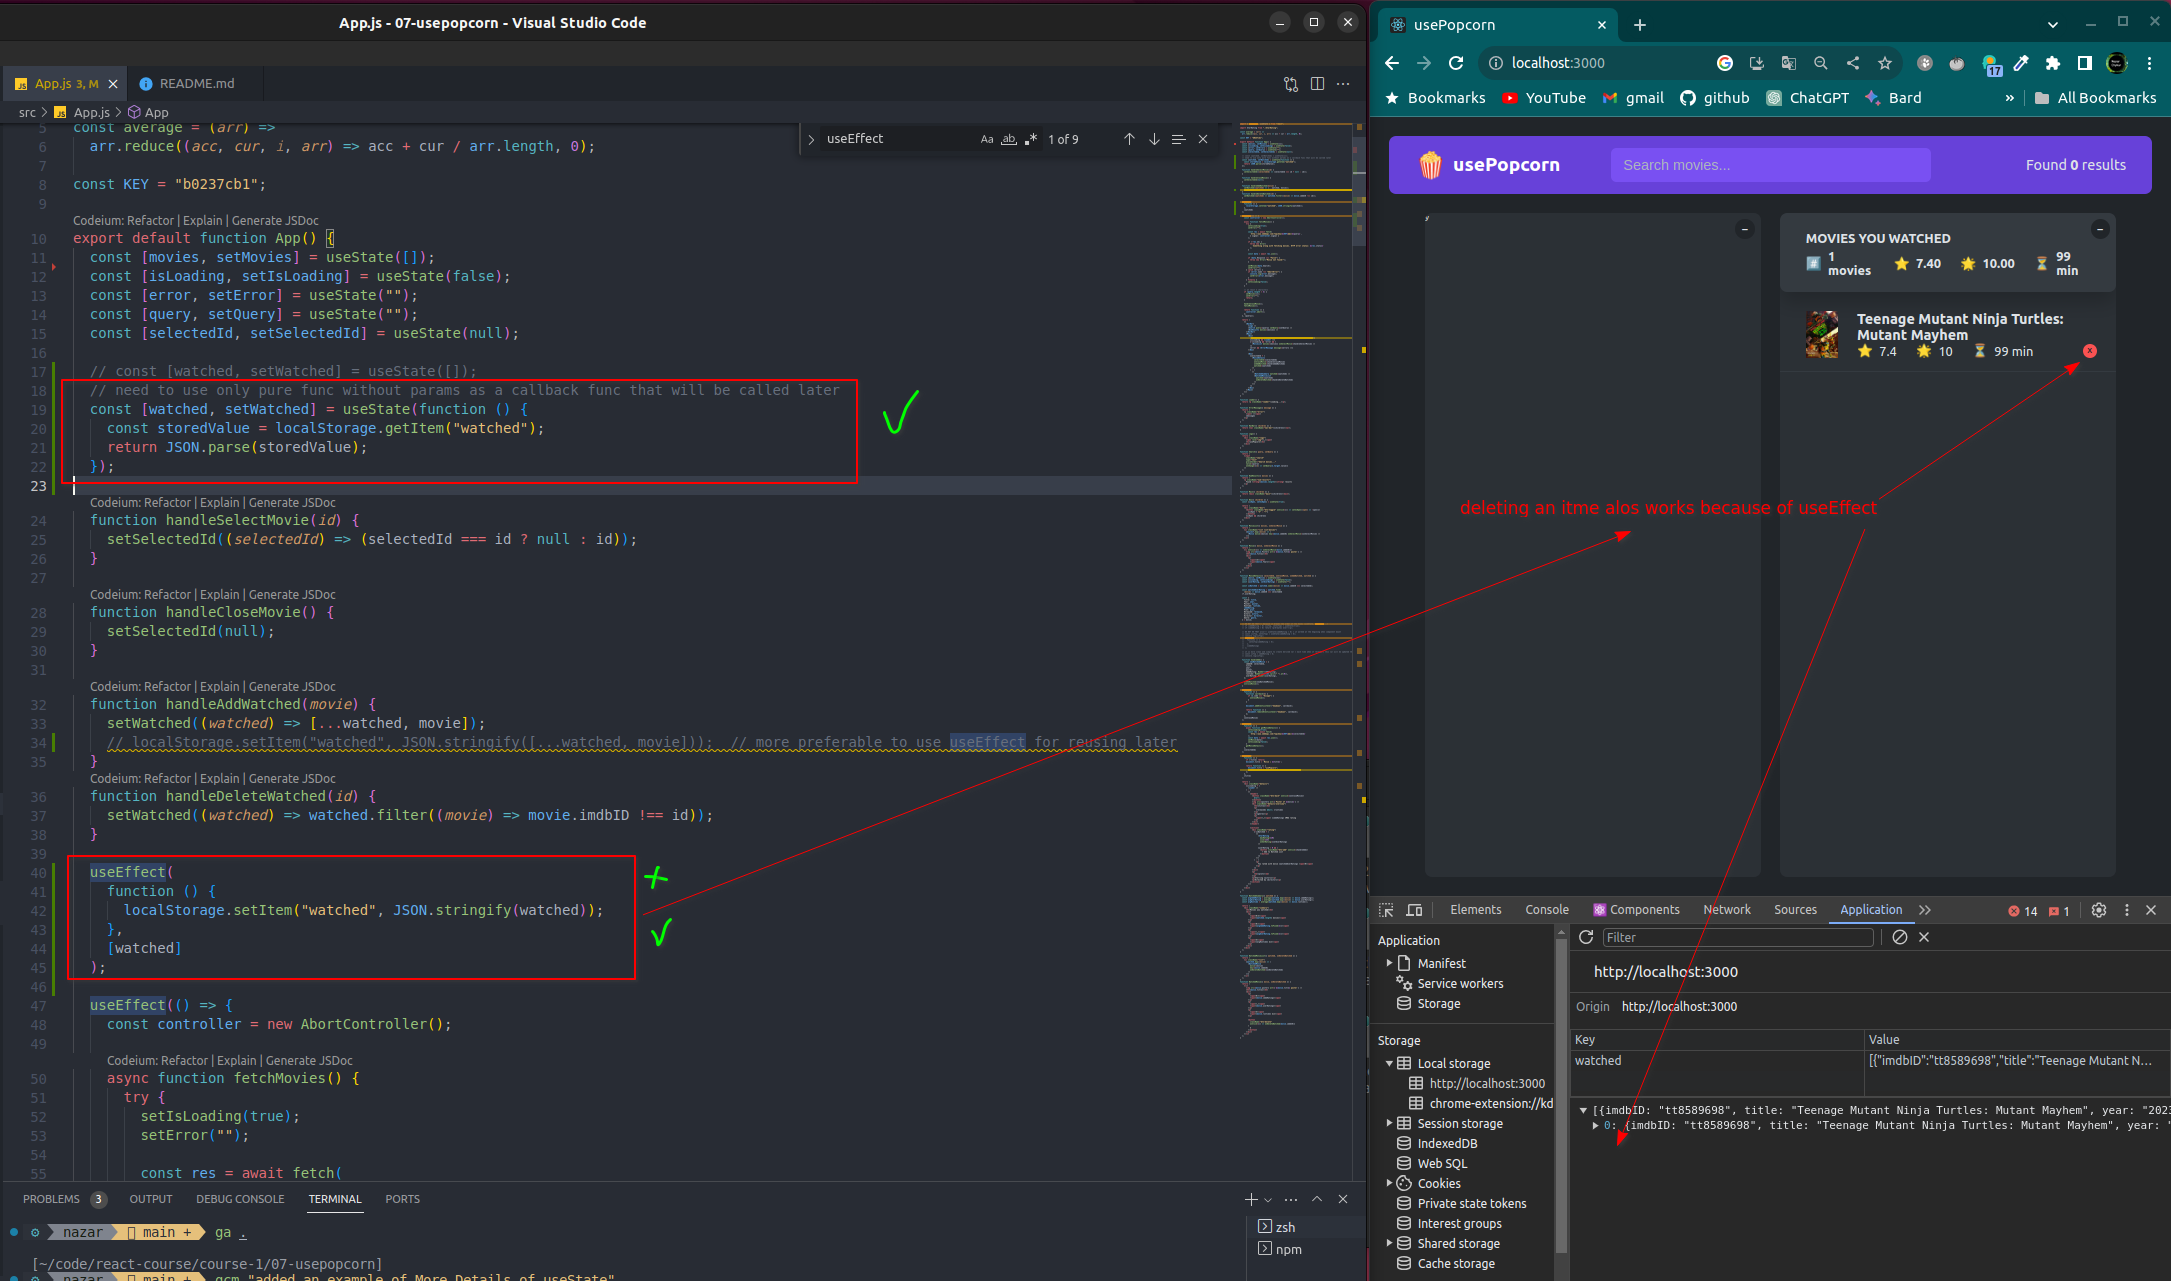 App.js - 07-usepopcorn - Visual Studio Code
App.js 3, M
README.md
src > App.js > App
useEffect
Aa ab .*
1 of 9
5 const average = (arr) =>
6 arr.reduce((acc, cur, i, arr) => acc + cur / arr.length, 0);
7
8 const KEY = "b0237cb1";
9
Codeium: Refactor | Explain | Generate JSDoc
10 export default function App() {
11 const [movies, setMovies] = useState([]);
12 const [isLoading, setIsLoading] = useState(false);
13 const [error, setError] = useState("");
14 const [query, setQuery] = useState("");
15 const [selectedId, setSelectedId] = useState(null);
16
17 // const [watched, setWatched] = useState([]);
18 // need to use only pure func without params as a callback func that will be called later
19 const [watched, setWatched] = useState(function () {
20 const storedValue = localStorage.getItem("watched");
21 return JSON.parse(storedValue);
22 });
23
Codeium: Refactor | Explain | Generate JSDoc
24 function handleSelectMovie(id) {
25 setSelectedId((selectedId) => (selectedId === id ? null : id));
26 }
27
Codeium: Refactor | Explain | Generate JSDoc
28 function handleCloseMovie() {
29 setSelectedId(null);
30 }
31
Codeium: Refactor | Explain | Generate JSDoc
32 function handleAddWatched(movie) {
33 setWatched((watched) => [...watched, movie]);
34 // localStorage.setItem("watched", JSON.stringify([...watched, movie])); // more preferable to use useEffect for reusing later
35 }
Codeium: Refactor | Explain | Generate JSDoc
36 function handleDeleteWatched(id) {
37 setWatched((watched) => watched.filter((movie) => movie.imdbID !== id));
38 }
39
40 useEffect(
41 function () {
42 localStorage.setItem("watched", JSON.stringify(watched));
43 },
44 [watched]
45 );
46
47 useEffect(() => {
48 const controller = new AbortController();
49
Codeium: Refactor | Explain | Generate JSDoc
50 async function fetchMovies() {
51 try {
52 setIsLoading(true);
53 setError("");
54
55 const res = await fetch(
PROBLEMS 3 OUTPUT DEBUG CONSOLE TERMINAL PORTS
nazar main + ga .
[~/code/react-course/course-1/07-usepopcorn]
nazar main + gcm "added an example of More Details of useState"
zsh
npm
usePopcorn
localhost:3000
17
Bookmarks YouTube gmail github ChatGPT Bard » All Bookmarks
usePopcorn
Search movies...
Found 0 results
MOVIES YOU WATCHED
1 movies 7.40 10.00 99 min
Teenage Mutant Ninja Turtles: Mutant Mayhem
7.4 10 99 min X
deleting an itme alos works because of useEffect
Elements Console Components Network Sources Application 14 1
Application
Manifest
Service workers
Storage
Storage
Local storage
http://localhost:3000
chrome-extension://kd
Session storage
IndexedDB
Web SQL
Cookies
Private state tokens
Interest groups
Shared storage
Cache storage
Filter
http://localhost:3000
Origin http://localhost:3000
Key Value
watched [{"imdbID":"tt8589698","title":"Teenage Mutant N...
[{imdbID: "tt8589698", title: "Teenage Mutant Ninja Turtles: Mutant Mayhem", year: "2023
0: {imdbID: "tt8589698", title: "Teenage Mutant Ninja Turtles: Mutant Mayhem", year: "